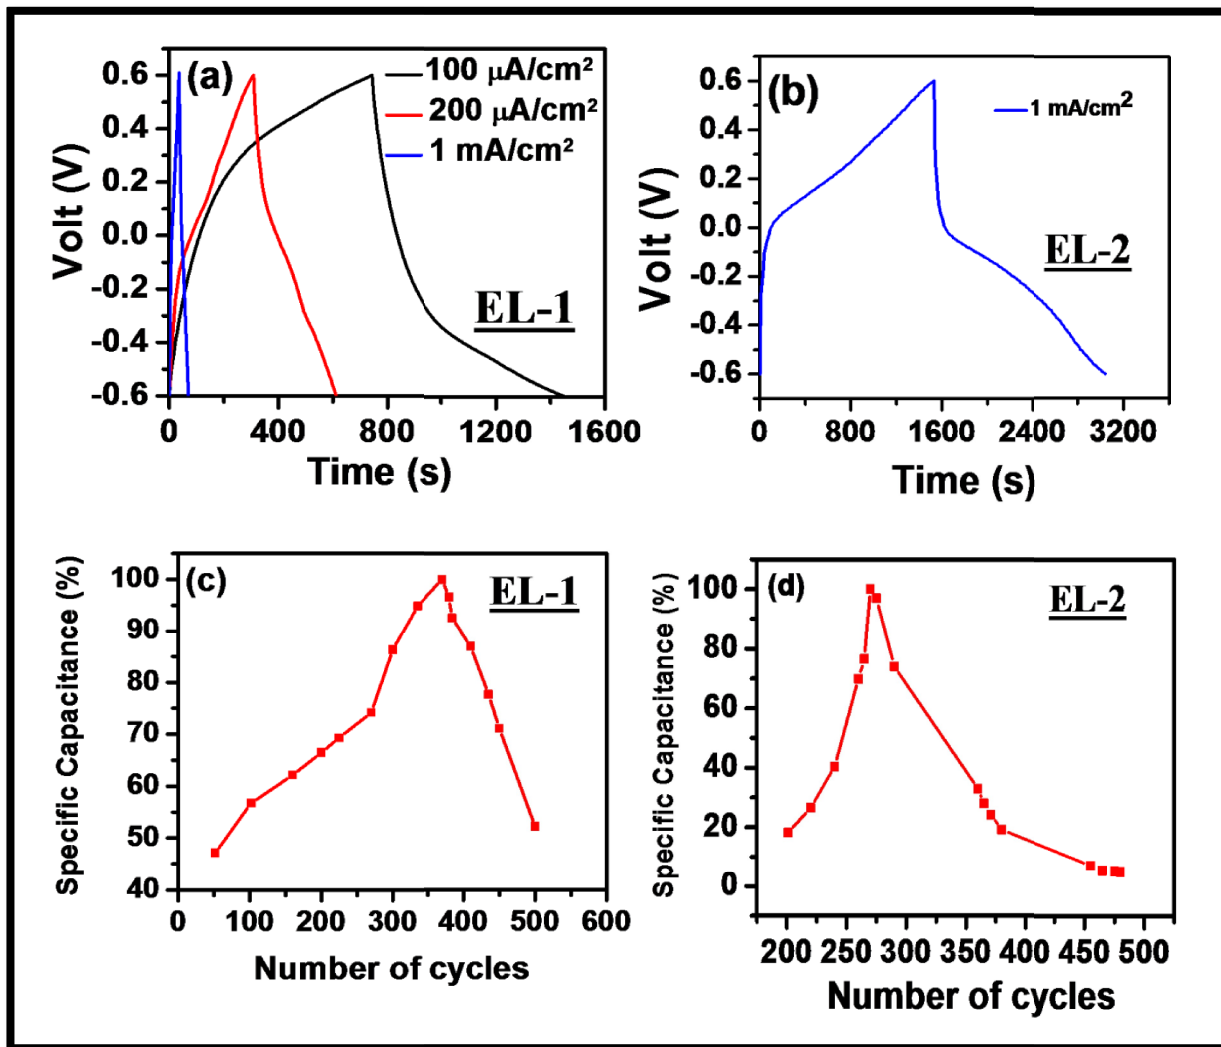 (a)
100 μA/cm²
200 μA/cm²
1 mA/cm²
EL-1
Volt (V)
0.6
0.4
0.2
0.0
-0.2
-0.4
-0.6
0 400 800 1200 1600
Time (s)
(b)
1 mA/cm²
EL-2
Volt (V)
0.6
0.4
0.2
0.0
-0.2
-0.4
-0.6
0 800 1600 2400 3200
Time (s)
(c)
EL-1
Specific Capacitance (%)
100
90
80
70
60
50
40
0 100 200 300 400 500 600
Number of cycles
(d)
EL-2
Specific Capacitance (%)
100
80
60
40
20
0
200 250 300 350 400 450 500
Number of cycles